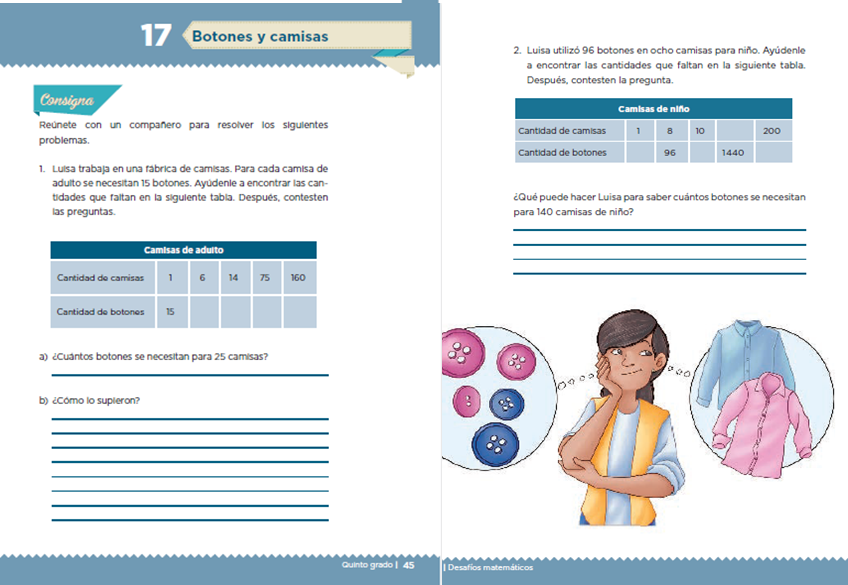 17 Botones y camisas
Consigna
Reúnete con un compañero para resolver los siguientes
problemas.
1. Luisa trabaja en una fábrica de camisas. Para cada camisa de
adulto se necesitan 15 botones. Ayúdenle a encontrar las can-
tidades que faltan en la siguiente tabla. Después, contesten
las preguntas.
Camisas de adulto
Cantidad de camisas 1 6 14 75 160
Cantidad de botones 15
a) ¿Cuántos botones se necesitan para 25 camisas?
b) ¿Cómo lo supieron?
Quinto grado | 45
2. Luisa utilizó 96 botones en ocho camisas para niño. Ayúdenle
a encontrar las cantidades que faltan en la siguiente tabla.
Después, contesten la pregunta.
Camisas de niño
Cantidad de camisas 1 8 10 200
Cantidad de botones 96 1440
¿Qué puede hacer Luisa para saber cuántos botones se necesitan
para 140 camisas de niño?
| Desafíos matemáticos